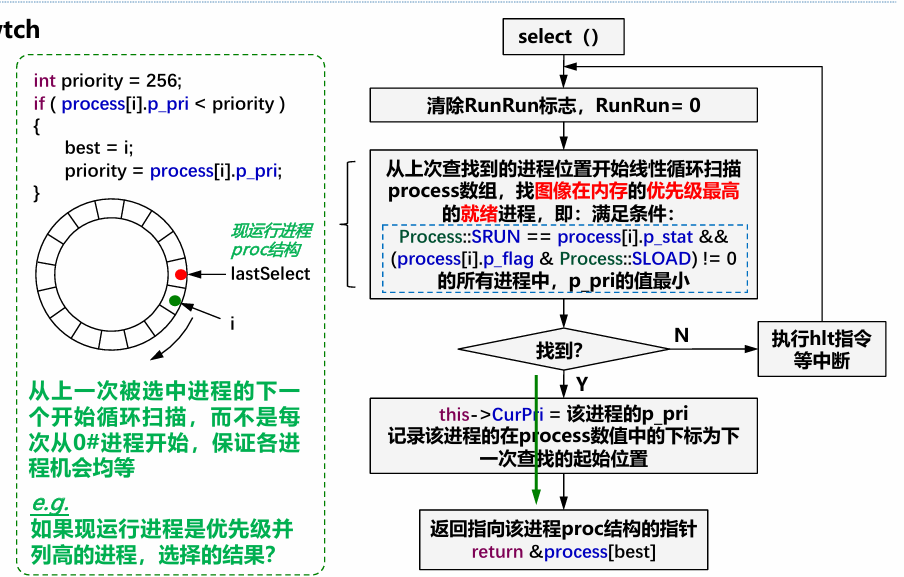 ytch
int priority = 256;
if ( process[i].p_pri < priority )
{
best = i;
priority = process[i].p_pri;
}
现运行进程
proc结构
lastSelect
i
从上一次被选中进程的下一
个开始循环扫描，而不是每
次从0#进程开始，保证各进
程机会均等
e.g.
如果现运行进程是优先级并
列高的进程，选择的结果？
select（）
清除RunRun标志，RunRun= 0
从上次查找到的进程位置开始线性循环扫描
process数组，找图像在内存的优先级最高
的就绪进程，即：满足条件：
Process::SRUN == process[i].p_stat &&
(process[i].p_flag & Process::SLOAD) != 0
的所有进程中，p_pri的值最小
找到？
N
执行hlt指令
等中断
Y
this->CurPri = 该进程的p_pri
记录该进程的在process数值中的下标为下
一次查找的起始位置
返回指向该进程proc结构的指针
return &process[best]